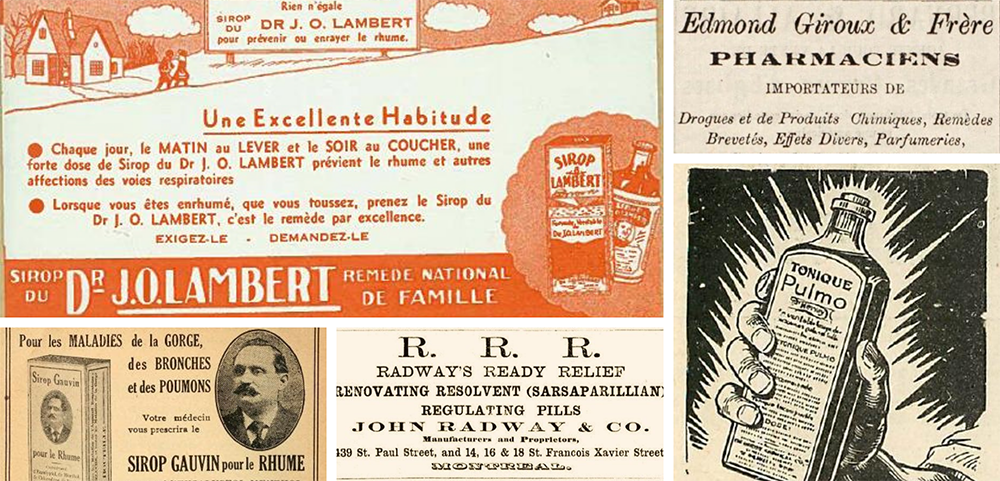 Rien n'égale
SIROP DU DR J. O. LAMBERT
pour prévenir ou enrayer le rhume.
Une Excellente Habitude
● Chaque jour, le MATIN au LEVER et le SOIR au COUCHER, une
forte dose de Sirop du Dr J. O. LAMBERT prévient le rhume et autres
affections des voies respiratoires
● Lorsque vous êtes enrhumé, que vous toussez, prenez le Sirop du
Dr J. O. LAMBERT, c'est le remède par excellence.
EXIGEZ-LE - DEMANDEZ-LE
SIROP
LAMBERT
SIROP DU DR J.O. LAMBERT
REMEDE NATIONAL
DE FAMILLE
Edmond Giroux & Frère
PHARMACIENS
IMPORTATEURS DE
Drogues et de Produits Chimiques, Remèdes
Brevetés, Effets Divers, Parfumeries,
TONIQUE
Pulmo
TONIQUE PULMO
Pour les MALADIES de la GORGE,
des BRONCHES
et des POUMONS
Sirop Gauvin
pour le Rhume
Votre médecin
vous prescrira le
SIROP GAUVIN pour le RHUME
R. R. R.
RADWAY'S READY RELIEF
RENOVATING RESOLVENT (SARSAPARILLIAN)
REGULATING PILLS
JOHN RADWAY & CO.
Manufacturers and Proprietors,
439 St. Paul Street, and 14, 16 & 18 St. Francois Xavier Street
MONTREAL.